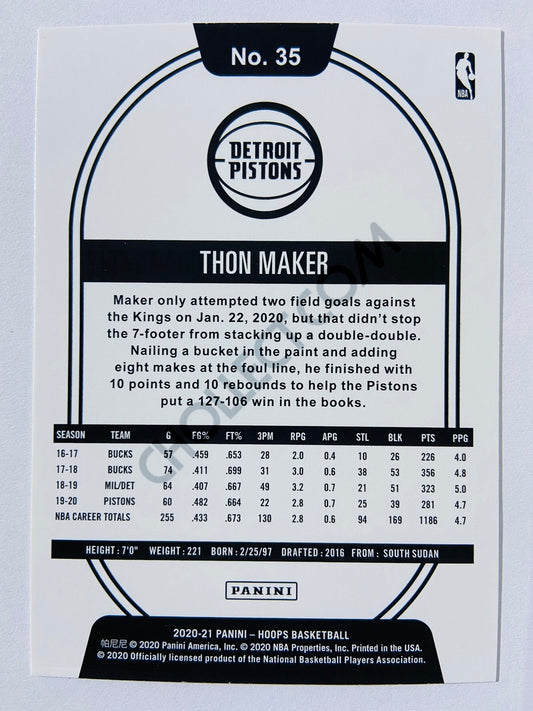 No. 35
NBA
DETROIT
PISTONS
THON MAKER
Maker only attempted two field goals against
the Kings on Jan. 22, 2020, but that didn't stop
the 7-footer from stacking up a double-double.
Nailing a bucket in the paint and adding
eight makes at the foul line, he finished with
10 points and 10 rebounds to help the Pistons
put a 127-106 win in the books.
CHOLLECT.COM
SEASON TEAM G FG% FT% 3PM RPG APG STL BLK PTS PPG
16-17 BUCKS 57 .459 .653 28 2.0 0.4 10 26 226 4.0
17-18 BUCKS 74 .411 .699 31 3.0 0.6 38 53 356 4.8
18-19 MIL/DET 64 .407 .667 49 3.2 0.7 21 51 323 5.0
19-20 PISTONS 60 .482 .664 22 2.8 0.7 25 39 281 4.7
NBA CAREER TOTALS 255 .433 .673 130 2.8 0.6 94 169 1186 4.7
HEIGHT: 7'0" WEIGHT: 221 BORN: 2/25/97 DRAFTED: 2016 FROM: SOUTH SUDAN
PANINI
2020-21 PANINI – HOOPS BASKETBALL
帕尼尼 © 2020 Panini America, Inc. © 2020 NBA Properties, Inc. Printed in the USA.
© 2020 Officially licensed product of the National Basketball Players Association.